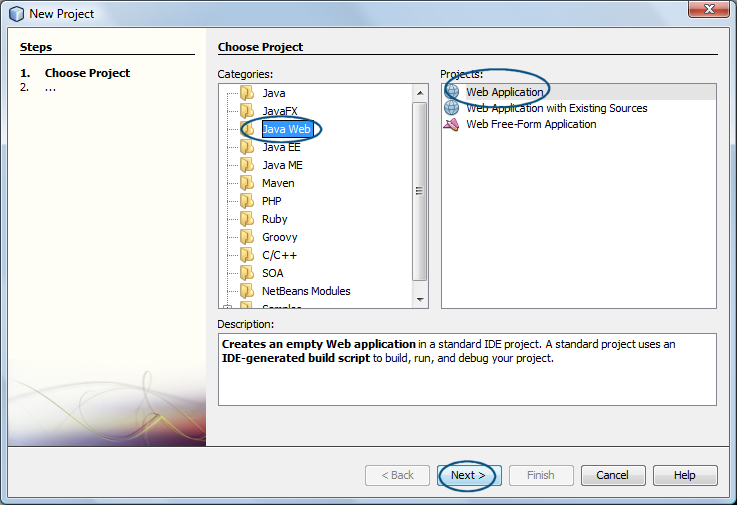 New Project
Steps
1. Choose Project
2. ...
Choose Project
Categories:
Java
JavaFX
Java Web
Java EE
Java ME
Maven
PHP
Ruby
Groovy
C/C++
SOA
NetBeans Modules
Samples
Projects:
Web Application
Web Application with Existing Sources
Web Free-Form Application
Description:
Creates an empty Web application in a standard IDE project. A standard project uses an
IDE-generated build script to build, run, and debug your project.
< Back
Next >
Finish
Cancel
Help